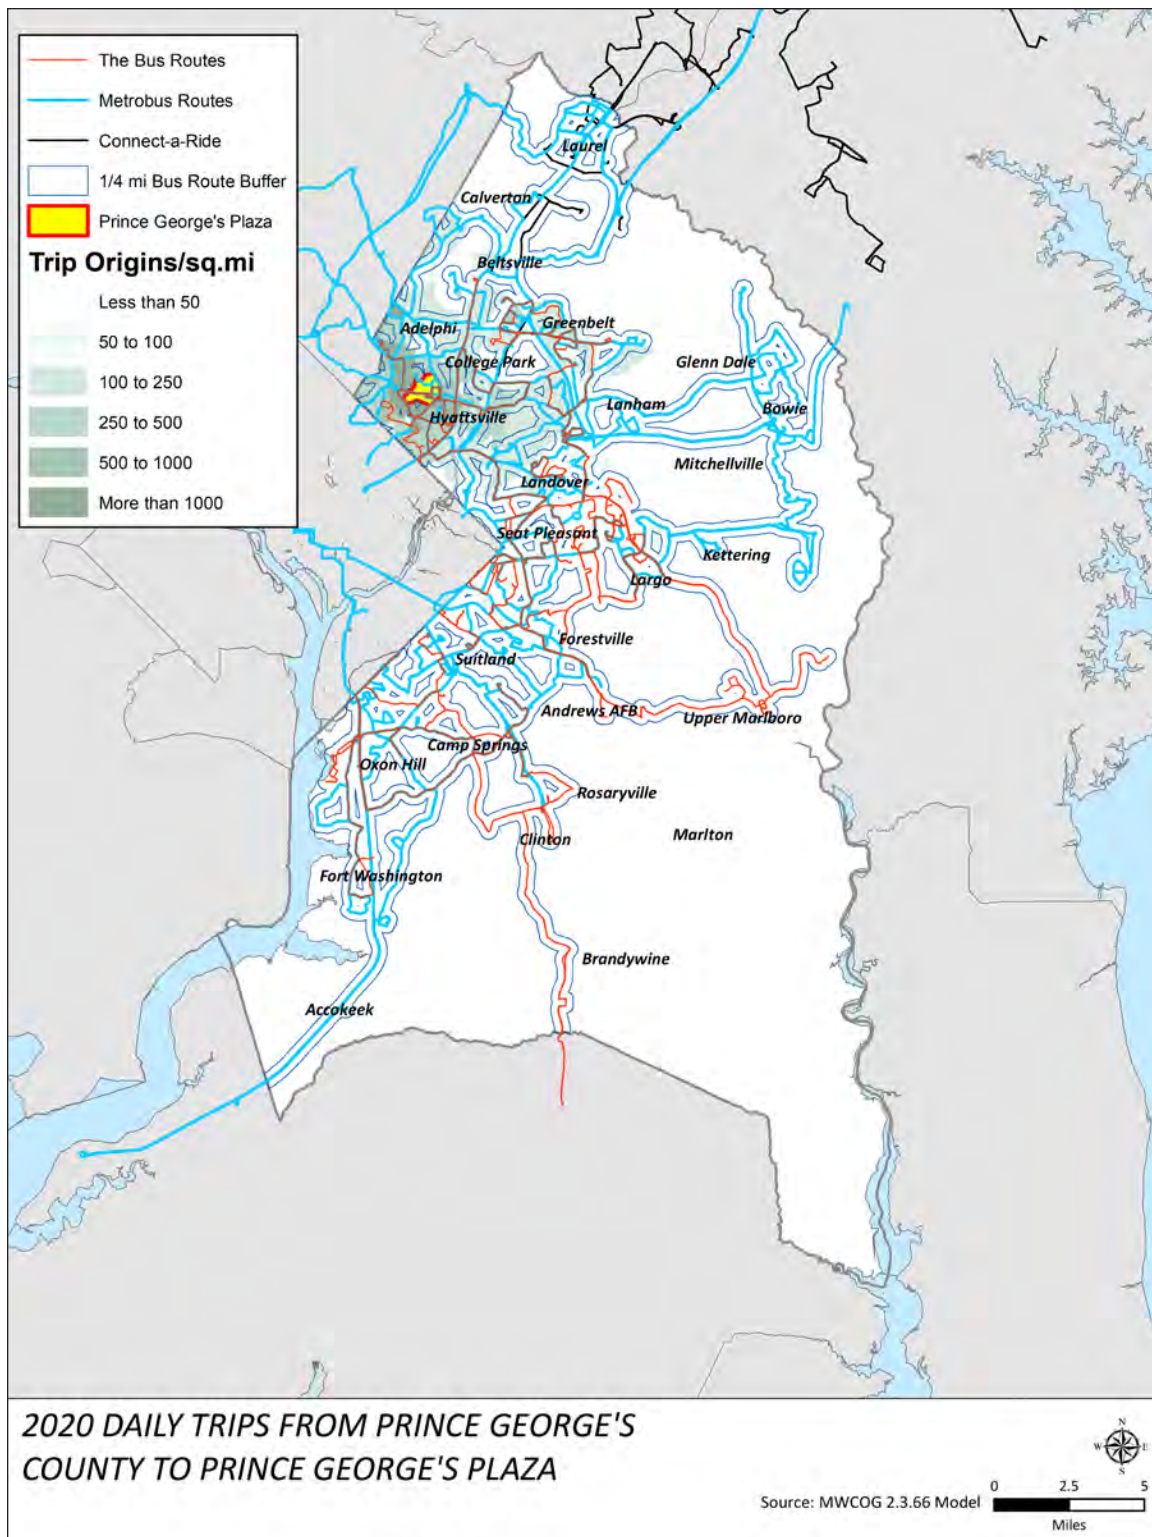 The Bus Routes
Metrobus Routes
Connect-a-Ride
1/4 mi Bus Route Buffer
Prince George's Plaza
Trip Origins/sq.mi
Less than 50
50 to 100
100 to 250
250 to 500
500 to 1000
More than 1000
Laurel
Calverton
Beltsville
Adelphi
Greenbelt
College Park
Glenn Dale
Hyattsville
Lanham
Bowie
Mitchellville
Landover
Seat Pleasant
Kettering
Largo
Forestville
Suitland
Andrews AFB
Upper Marlboro
Camp Springs
Oxon Hill
Rosaryville
Clinton
Marlton
Fort Washington
Brandywine
Accokeek
2020 DAILY TRIPS FROM PRINCE GEORGE'S
COUNTY TO PRINCE GEORGE'S PLAZA
N
W E
S
0 2.5 5
Source: MWCOG 2.3.66 Model
Miles